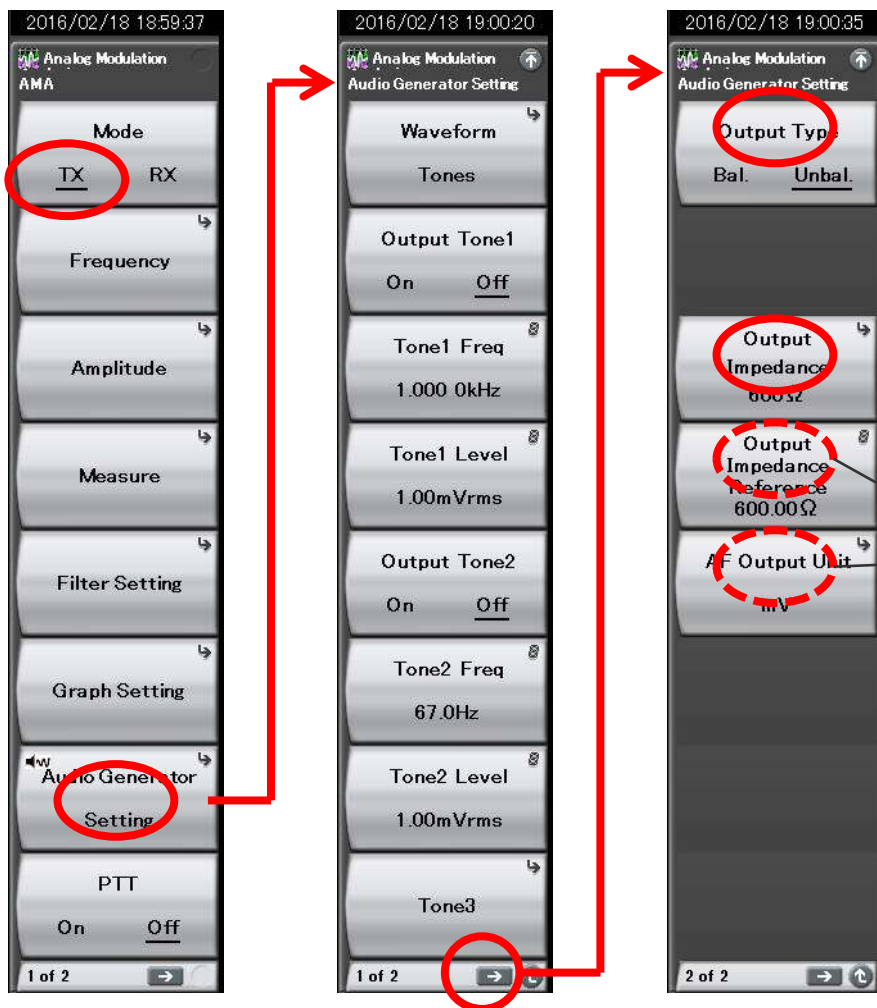 2016/02/18 18:59:37
Analog Modulation
AMA
Mode
TX RX
Frequency
Amplitude
Measure
Filter Setting
Graph Setting
Audio Generator
Setting
PTT
On Off
1 of 2
2016/02/18 19:00:20
Analog Modulation
Audio Generator Setting
Waveform
Tones
Output Tone1
On Off
Tone1 Freq
1.000 0kHz
Tone1 Level
1.00mVrms
Output Tone2
On Off
Tone2 Freq
67.0Hz
Tone2 Level
1.00mVrms
Tone3
1 of 2
2016/02/18 19:00:35
Analog Modulation
Audio Generator Setting
Output Type
Bal. Unbal.
Output
Impedance
600Ω
Output
Impedance
Reference
600.00Ω
AF Output Unit
mV
2 of 2